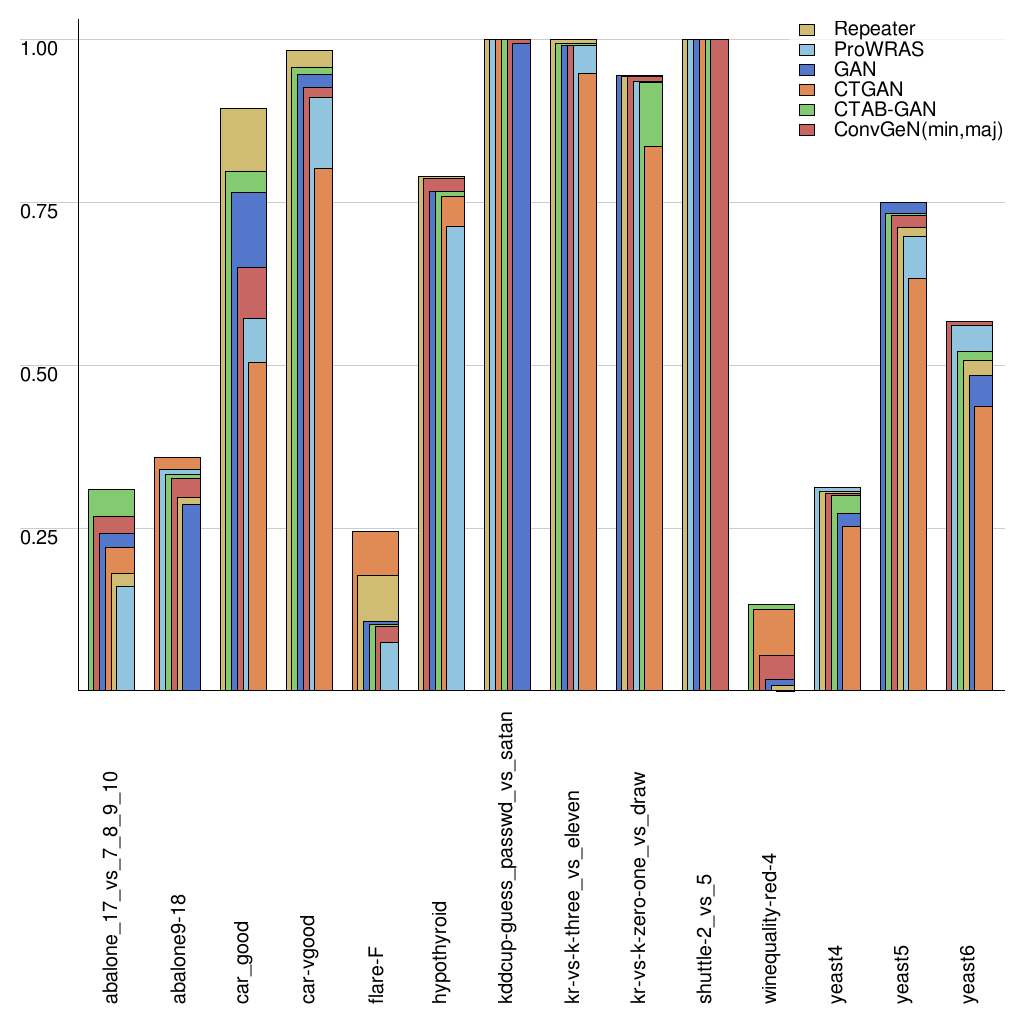 1.00
0.75
0.50
0.25
Repeater
ProWRAS
GAN
CTGAN
CTAB-GAN
ConvGeN(min,maj)
abalone_17_vs_7_8_9_10
abalone9-18
car_good
car-vgood
flare-F
hypothyroid
kddcup-guess_passwd_vs_satan
kr-vs-k-three_vs_eleven
kr-vs-k-zero-one_vs_draw
shuttle-2_vs_5
winequality-red-4
yeast4
yeast5
yeast6